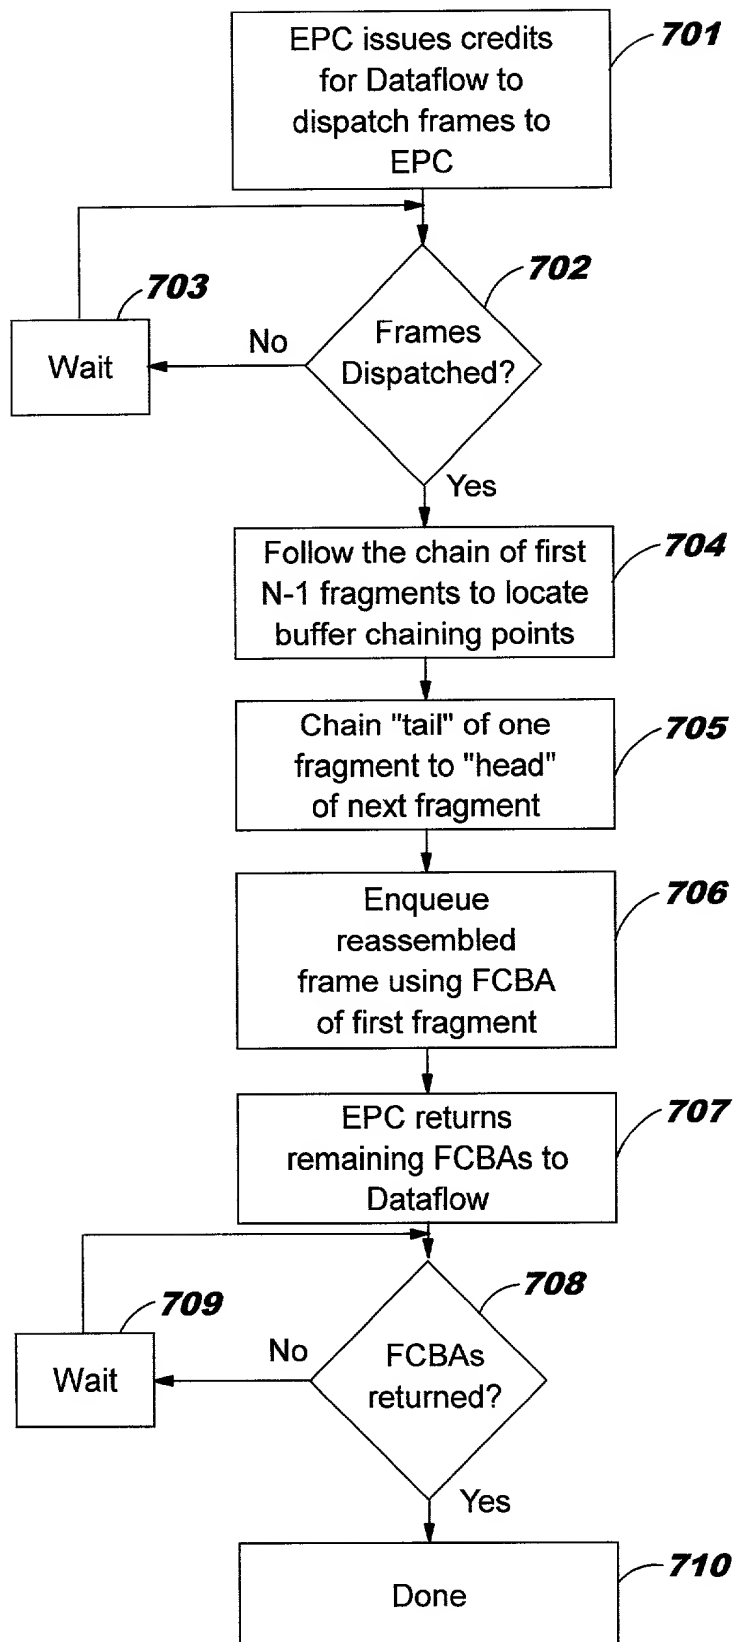 EPC issues credits
for Dataflow to
dispatch frames to
EPC
701
702
703
Frames
Dispatched?
No
Wait
Yes
Follow the chain of first
N-1 fragments to locate
buffer chaining points
704
Chain "tail" of one
fragment to "head"
of next fragment
705
Enqueue
reassembled
frame using FCBA
of first fragment
706
EPC returns
remaining FCBAs to
Dataflow
707
708
709
FCBAs
returned?
No
Wait
Yes
Done
710